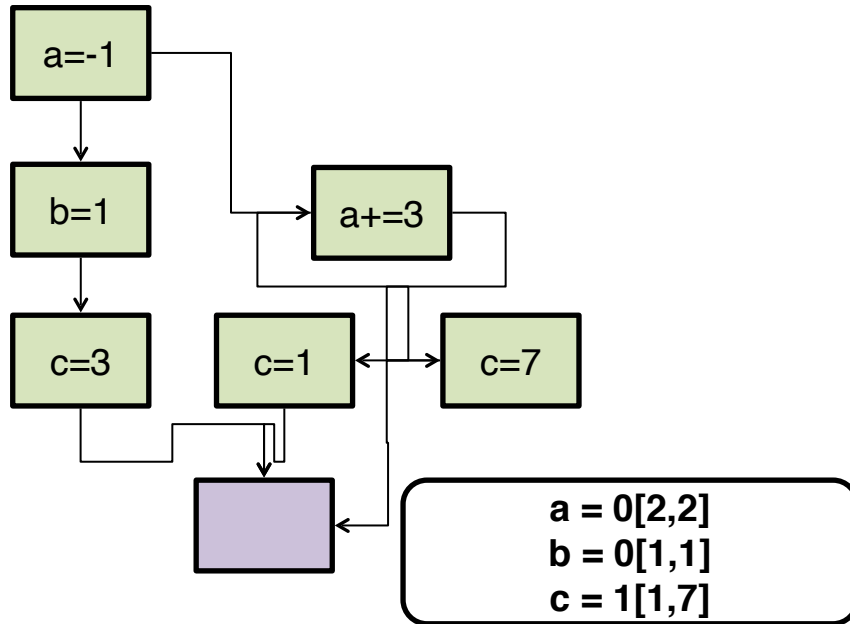 a=-1
b=1
a+=3
c=3
c=1
c=7
a = 0[2,2]
b = 0[1,1]
c = 1[1,7]